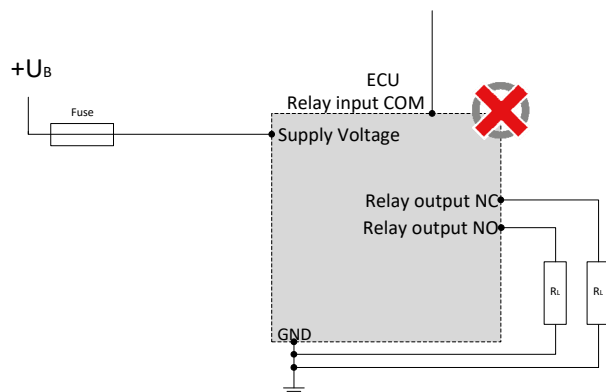 +UB
Fuse
ECU
Relay input COM
Supply Voltage
Relay output NC
Relay output NO
RL RL
GND